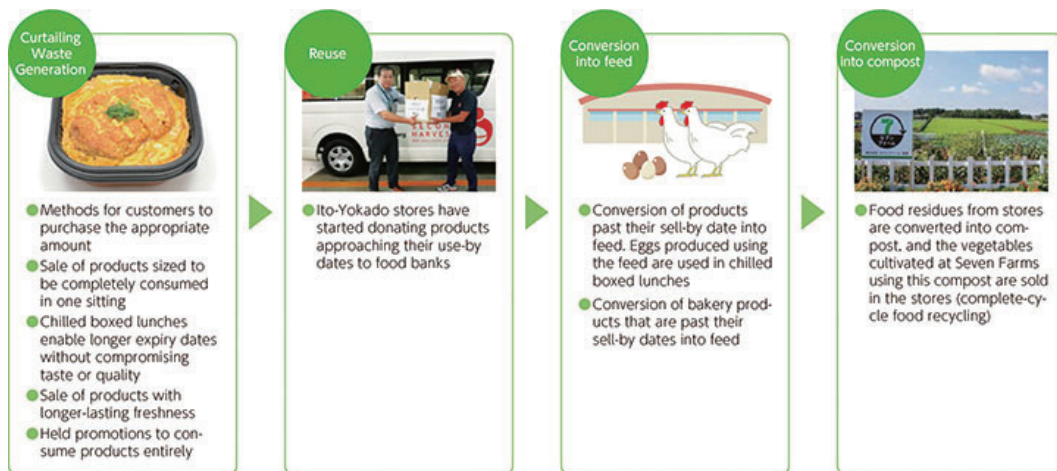 Curtailing
Waste
Generation
Methods for customers to
purchase the appropriate
amount
Sale of products sized to
be completely consumed
in one sitting
Chilled boxed lunches
enable longer expiry dates
without compromising
taste or quality
Sale of products with
longer-lasting freshness
Held promotions to con-
sume products entirely
Reuse
SECOND
HARVEST
Ito-Yokado stores have
started donating products
approaching their use-by
dates to food banks
Conversion
into feed
Conversion of products
past their sell-by date into
feed. Eggs produced using
the feed are used in chilled
boxed lunches
Conversion of bakery pro-
ducts that are past their
sell-by dates into feed
Conversion
into compost
7
Food residues from stores
are converted into com-
post, and the vegetables
cultivated at Seven Farms
using this compost are sold
in the stores (complete-cy-
cle food recycling)